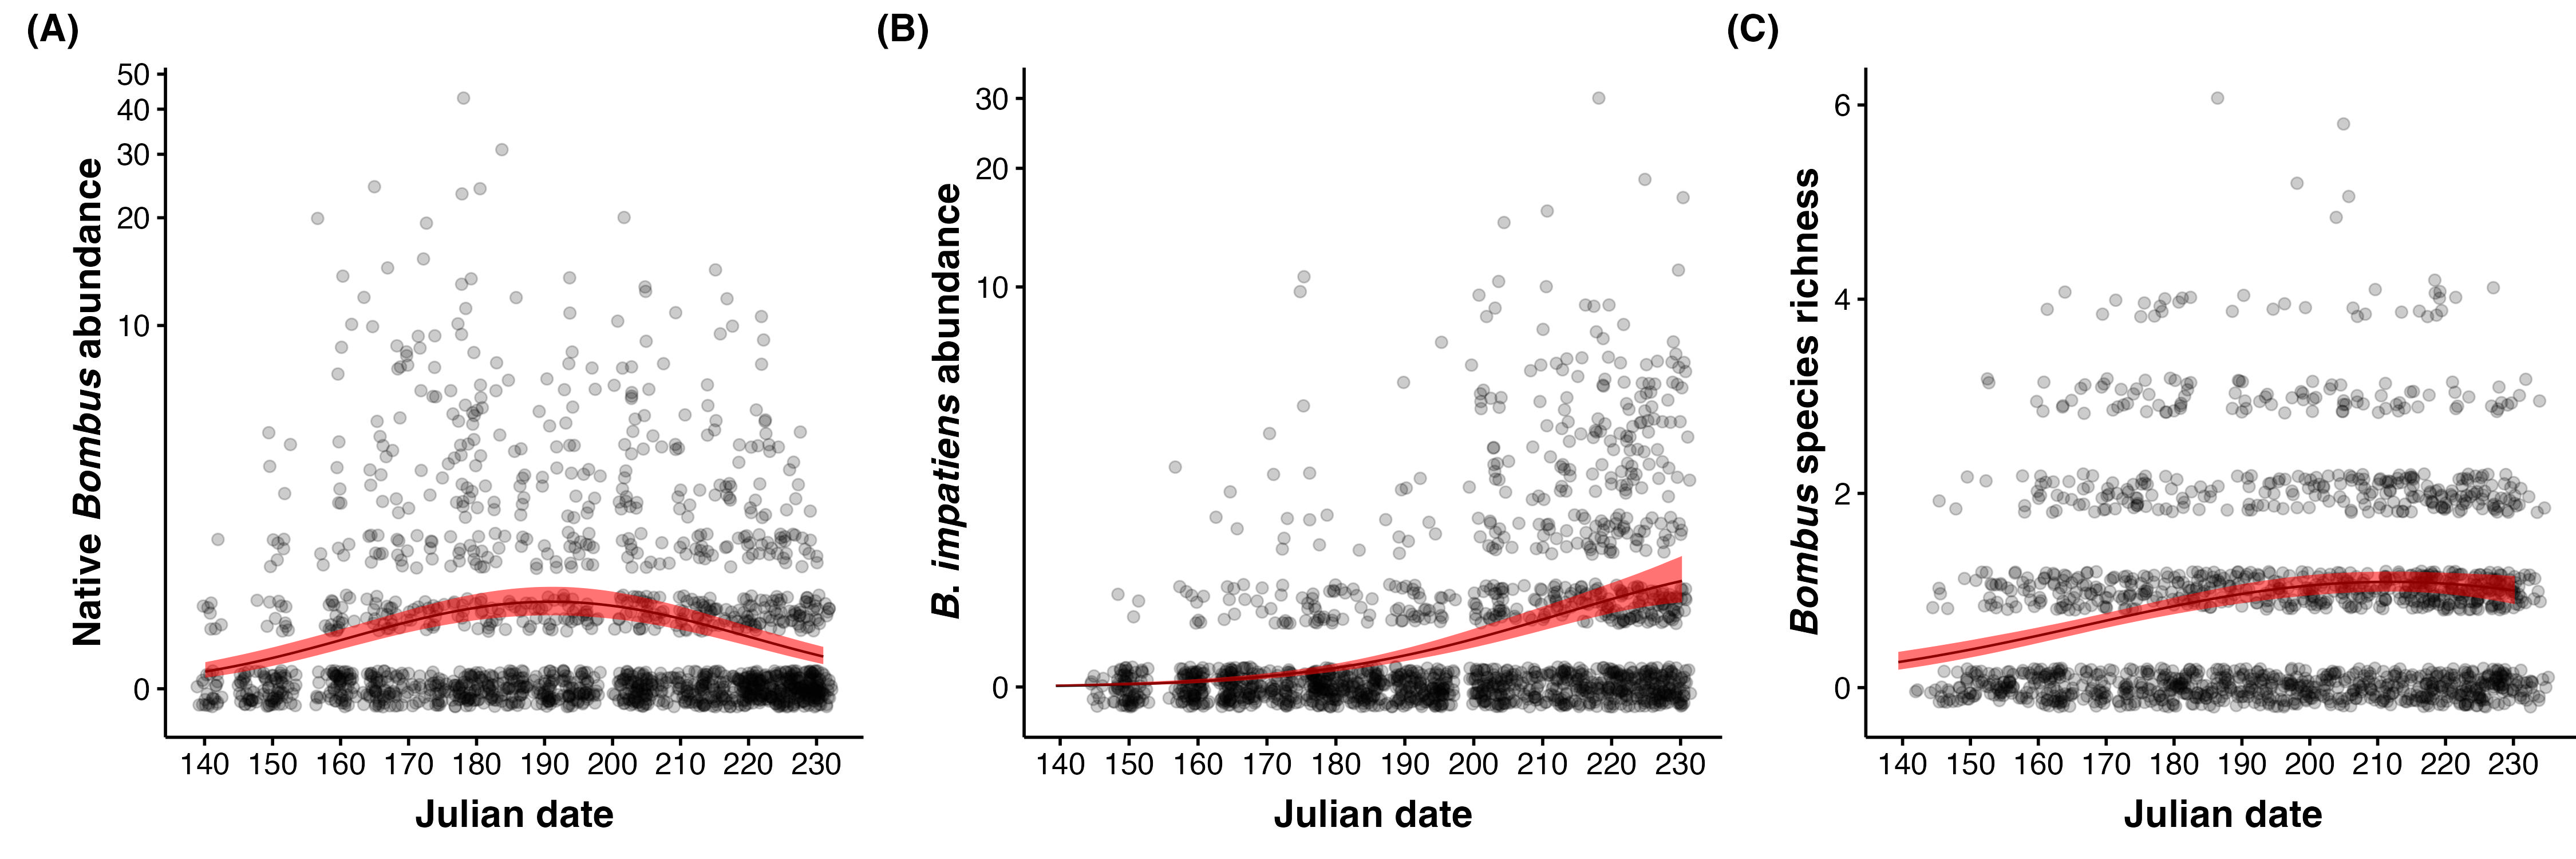 (A)
50
40
30
20
10
0
Native Bombus abundance
140 150 160 170 180 190 200 210 220 230
Julian date
(B)
30
20
10
0
B. impatiens abundance
140 150 160 170 180 190 200 210 220 230
Julian date
(C)
6
4
2
0
Bombus species richness
140 150 160 170 180 190 200 210 220 230
Julian date